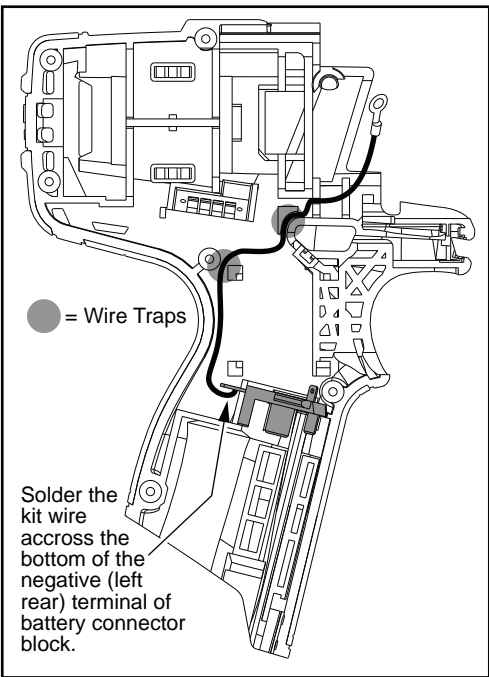 = Wire Traps
Solder the
kit wire
accross the
bottom of the
negative (left
rear) terminal of
battery connector
block.